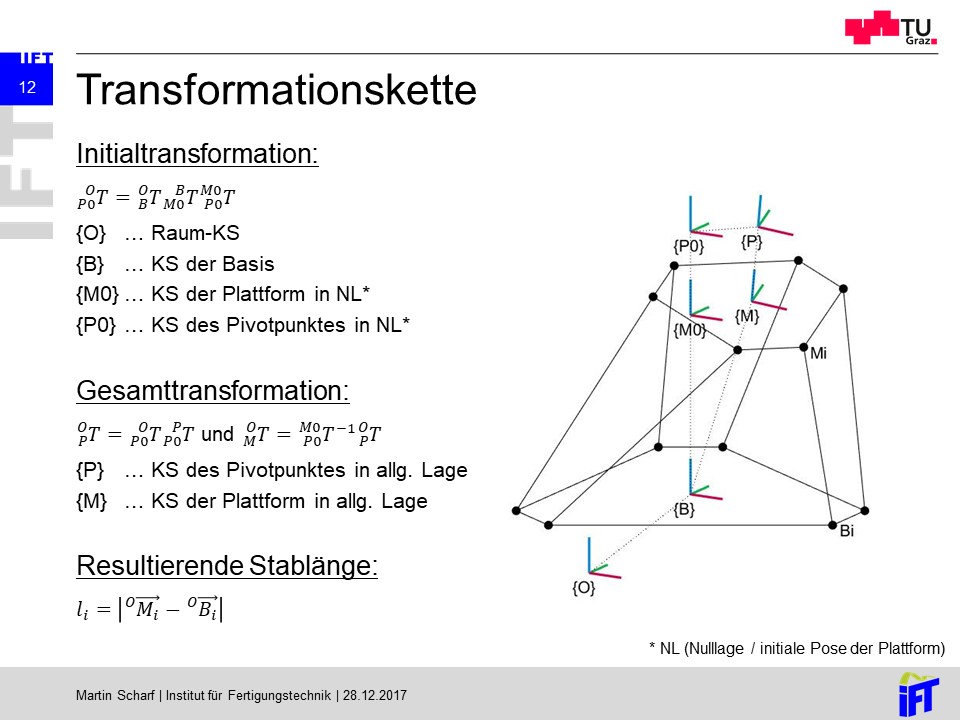 TU
Graz
IFT
12
IFT
Transformationskette
Initialtransformation:
${}^{O}_{P0}T = {}^{O}_{B}T\,{}^{B}_{M0}T\,{}^{M0}_{P0}T$
{O} … Raum-KS
{B} … KS der Basis
{M0} … KS der Plattform in NL*
{P0} … KS des Pivotpunktes in NL*
Gesamttransformation:
${}^{O}_{P}T = {}^{O}_{P0}T\,{}^{P}_{P0}T$ und ${}^{O}_{M}T = {}^{M0}_{P0}T^{-1}\,{}^{O}_{P}T$
{P} … KS des Pivotpunktes in allg. Lage
{M} … KS der Plattform in allg. Lage
Resultierende Stablänge:
$l_i = |{}^{O}\overrightarrow{M_i} - {}^{O}\overrightarrow{B_i}|$
{P0}
{P}
{M}
{M0}
Mi
{B}
Bi
{O}
* NL (Nulllage / initiale Pose der Plattform)
Martin Scharf | Institut für Fertigungstechnik | 28.12.2017
iFT